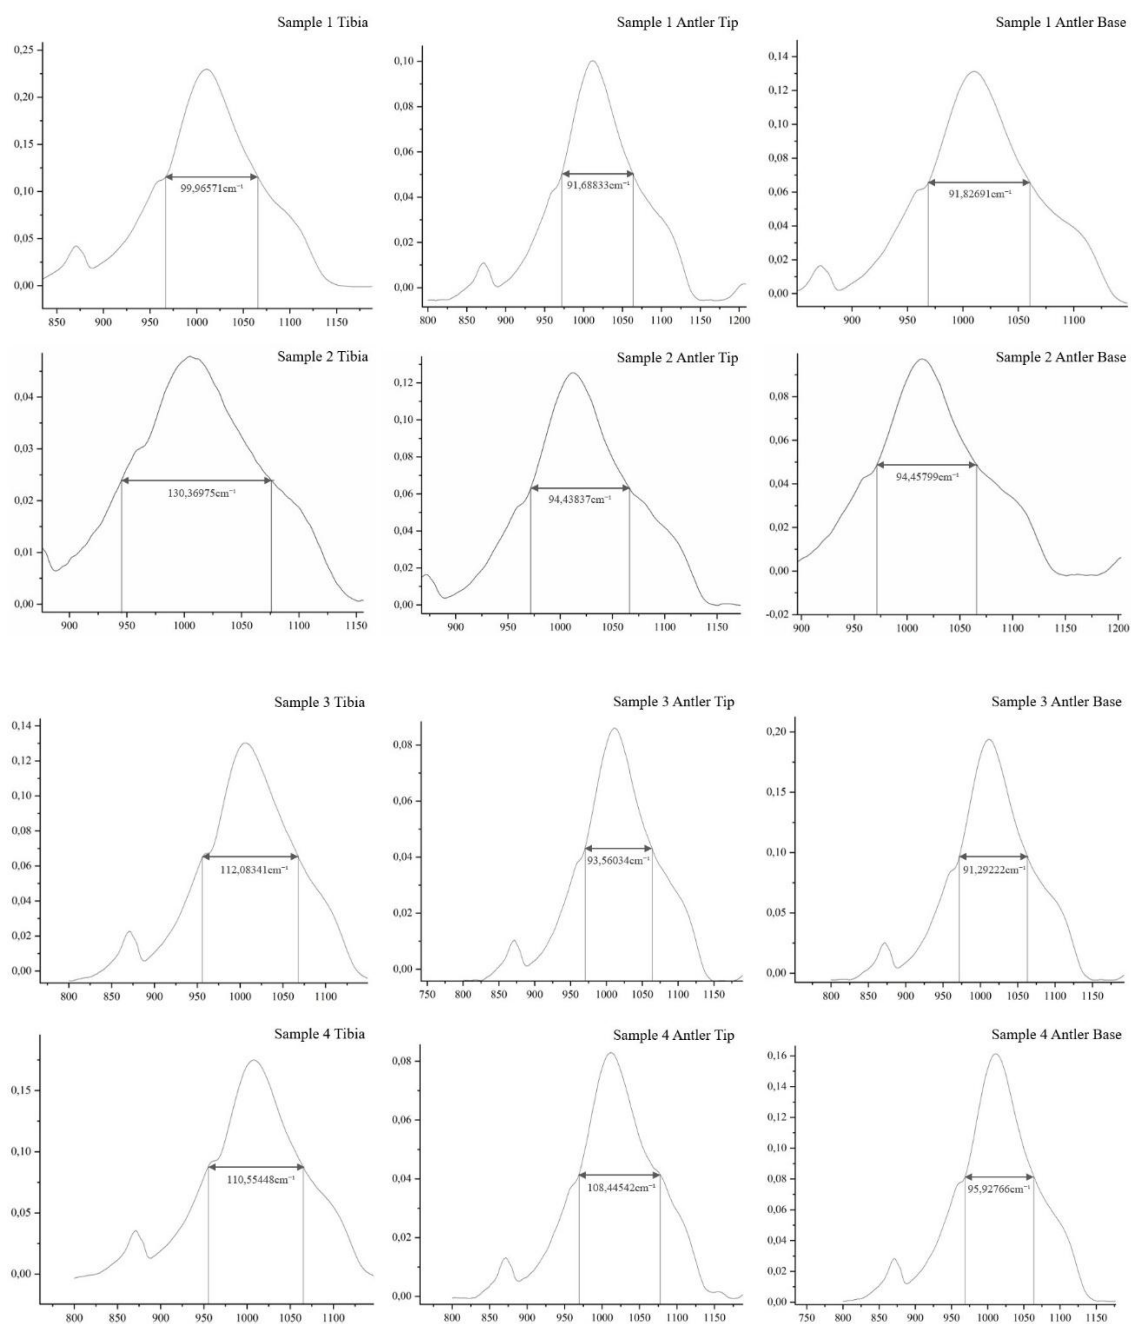 Sample 1 Tibia
0,25
0,20
0,15
0,10
0,05
0,00
99,96571cm⁻¹
850 900 950 1000 1050 1100 1150
Sample 1 Antler Tip
0,10
0,08
0,06
0,04
0,02
0,00
91,68833cm⁻¹
800 850 900 950 1000 1050 1100 1150 1200
Sample 1 Antler Base
0,14
0,12
0,10
0,08
0,06
0,04
0,02
0,00
91,82691cm⁻¹
900 950 1000 1050 1100
Sample 2 Tibia
0,04
0,03
0,02
0,01
0,00
130,36975cm⁻¹
900 950 1000 1050 1100 1150
Sample 2 Antler Tip
0,12
0,10
0,08
0,06
0,04
0,02
0,00
94,43837cm⁻¹
900 950 1000 1050 1100 1150
Sample 2 Antler Base
0,08
0,06
0,04
0,02
0,00
-0,02
94,45799cm⁻¹
900 950 1000 1050 1100 1150 1200
Sample 3 Tibia
0,14
0,12
0,10
0,08
0,06
0,04
0,02
0,00
112,08341cm⁻¹
800 850 900 950 1000 1050 1100
Sample 3 Antler Tip
0,08
0,06
0,04
0,02
0,00
93,56034cm⁻¹
750 800 850 900 950 1000 1050 1100 1150
Sample 3 Antler Base
0,20
0,15
0,10
0,05
0,00
91,29222cm⁻¹
800 850 900 950 1000 1050 1100 1150
Sample 4 Tibia
0,15
0,10
0,05
0,00
110,55448cm⁻¹
800 850 900 950 1000 1050 1100
Sample 4 Antler Tip
0,08
0,06
0,04
0,02
0,00
108,44542cm⁻¹
800 850 900 950 1000 1050 1100 1150
Sample 4 Antler Base
0,16
0,14
0,12
0,10
0,08
0,06
0,04
0,02
0,00
95,92766cm⁻¹
750 800 850 900 950 1000 1050 1100 1150